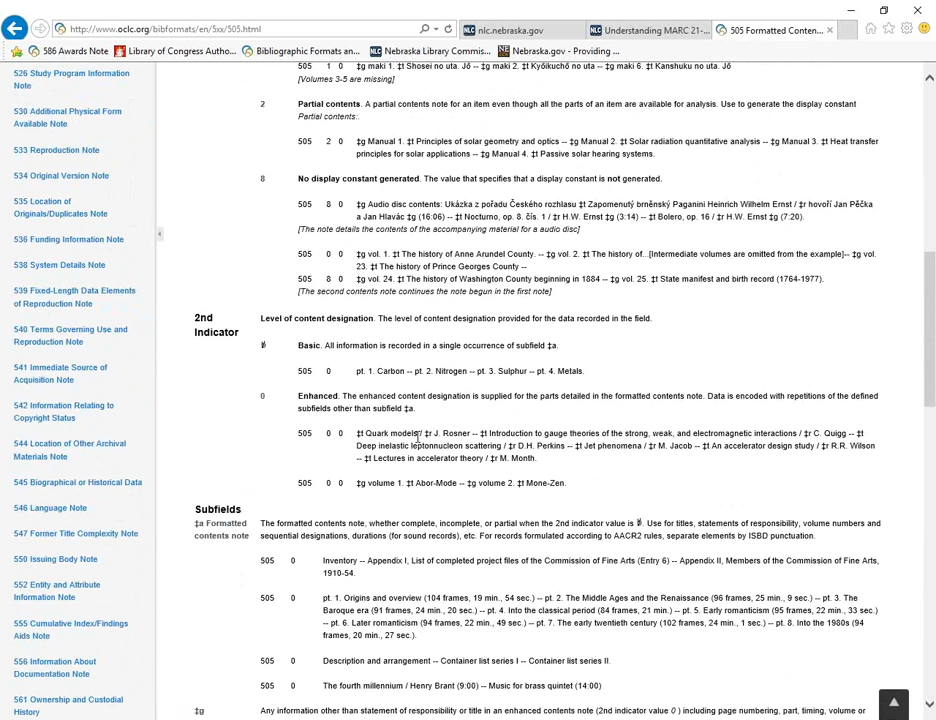 http://www.oclc.org/bibformats/en/5xx/505.html
nlc.nebraska.gov
Understanding MARC 21-...
505 Formatted Conten...
586 Awards Note
Library of Congress Autho...
Bibliographic Formats an...
Nebraska Library Commis...
Nebraska.gov - Providing ...
526 Study Program Information
Note
530 Additional Physical Form
Available Note
533 Reproduction Note
534 Original Version Note
535 Location of
Originals/Duplicates Note
536 Funding Information Note
538 System Details Note
539 Fixed-Length Data Elements
of Reproduction Note
540 Terms Governing Use and
Reproduction Note
541 Immediate Source of
Acquisition Note
542 Information Relating to
Copyright Status
544 Location of Other Archival
Materials Note
545 Biographical or Historical Data
546 Language Note
547 Former Title Complexity Note
550 Issuing Body Note
552 Entity and Attribute
Information Note
555 Cumulative Index/Findings
Aids Note
556 Information About
Documentation Note
561 Ownership and Custodial
History
505 1 0 ‡g maki 1. ‡t Shosei no uta. Jō -- ‡g maki 2. ‡t Kyōikuchō no uta -- ‡g maki 6. ‡t Kanshuku no uta. Jō
[Volumes 3-5 are missing]
2 Partial contents. A partial contents note for an item even though all the parts of an item are available for analysis. Use to generate the display constant
Partial contents:.
505 2 0 ‡g Manual 1. ‡t Principles of solar geometry and optics -- ‡g Manual 2. ‡t Solar radiation quantitative analysis -- ‡g Manual 3. ‡t Heat transfer
principles for solar applications -- ‡g Manual 4. ‡t Passive solar hearing systems.
8 No display constant generated. The value that specifies that a display constant is not generated.
505 8 0 ‡g Audio disc contents: Ukázka z pořadu Českého rozhlasu ‡t Zapomenutý brněnský Paganini Heinrich Wilhelm Ernst / ‡r hovoří Jan Pěčka
a Jan Hlaváč ‡g (16:06) -- ‡t Nocturno, op. 8. čís. 1 / ‡r H.W. Ernst ‡g (3:14) -- ‡t Bolero, op. 16 / ‡r H.W. Ernst ‡g (7:20).
[The note details the contents of the accompanying material for a audio disc]
505 0 0 ‡g vol. 1. ‡t The history of Anne Arundel County. -- ‡g vol. 2. ‡t The history of...[Intermediate volumes are omitted from the example]-- ‡g vol.
23. ‡t The history of Prince Georges County --
505 8 0 ‡g vol. 24. ‡t The history of Washington County beginning in 1884 -- ‡g vol. 25. ‡t State manifest and birth record (1764-1977).
[The second contents note continues the note begun in the first note]
2nd
Indicator
Level of content designation. The level of content designation provided for the data recorded in the field.
ƀ Basic. All information is recorded in a single occurrence of subfield ‡a.
505 0 pt. 1. Carbon -- pt. 2. Nitrogen -- pt. 3. Sulphur -- pt. 4. Metals.
0 Enhanced. The enhanced content designation is supplied for the parts detailed in the formatted contents note. Data is encoded with repetitions of the defined
subfields other than subfield ‡a.
505 0 0 ‡t Quark models / ‡r J. Rosner -- ‡t Introduction to gauge theories of the strong, weak, and electromagnetic interactions / ‡r C. Quigg -- ‡t
Deep inelastic leptonnucleon scattering / ‡r D.H. Perkins -- ‡t Jet phenomena / ‡r M. Jacob -- ‡t An accelerator design study / ‡r R.R. Wilson
-- ‡t Lectures in accelerator theory / ‡r M. Month.
505 0 0 ‡g volume 1. ‡t Abor-Mode -- ‡g volume 2. ‡t Mone-Zen.
Subfields
‡a Formatted
contents note
The formatted contents note, whether complete, incomplete, or partial when the 2nd indicator value is ƀ. Use for titles, statements of responsibility, volume numbers and
sequential designations, durations (for sound records), etc. For records formulated according to AACR2 rules, separate elements by ISBD punctuation.
505 0 Inventory -- Appendix I, List of completed project files of the Commission of Fine Arts (Entry 6) -- Appendix II, Members of the Commission of Fine Arts,
1910-54.
505 0 pt. 1. Origins and overview (104 frames, 19 min., 54 sec.) -- pt. 2. The Middle Ages and the Renaissance (96 frames, 25 min., 9 sec.) -- pt. 3. The
Baroque era (91 frames, 24 min., 20 sec.) -- pt. 4. Into the classical period (84 frames, 21 min.) -- pt. 5. Early romanticism (95 frames, 22 min., 33 sec.)
-- pt. 6. Later romanticism (94 frames, 22 min., 49 sec.) -- pt. 7. The early twentieth century (102 frames, 24 min., 1 sec.) -- pt. 8. Into the 1980s (94
frames, 20 min., 27 sec.).
505 0 Description and arrangement -- Container list series I -- Container list series II.
505 0 The fourth millennium / Henry Brant (9:00) -- Music for brass quintet (14:00)
‡g Any information other than statement of responsibility or title in an enhanced contents note (2nd indicator value 0 ) including page numbering, part, timing, volume or